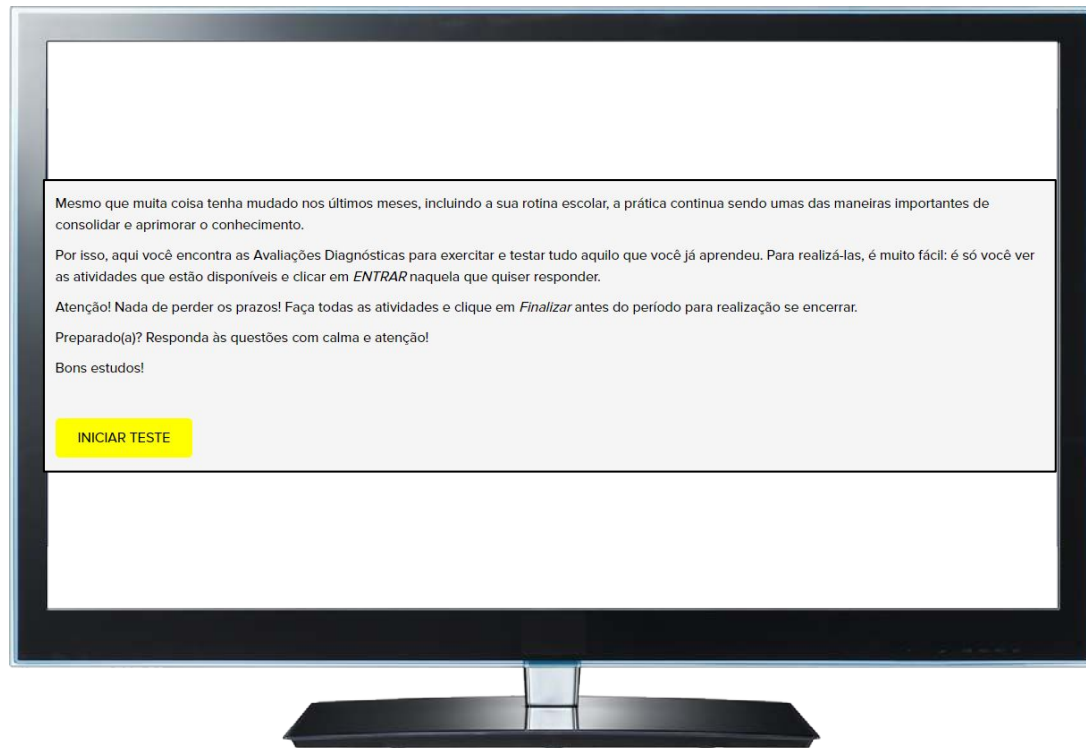 Mesmo que muita coisa tenha mudado nos últimos meses, incluindo a sua rotina escolar, a prática continua sendo umas das maneiras importantes de
consolidar e aprimorar o conhecimento.
Por isso, aqui você encontra as Avaliações Diagnósticas para exercitar e testar tudo aquilo que você já aprendeu. Para realizá-las, é muito fácil: é só você ver
as atividades que estão disponíveis e clicar em ENTRAR naquela que quiser responder.
Atenção! Nada de perder os prazos! Faça todas as atividades e clique em Finalizar antes do período para realização se encerrar.
Preparado(a)? Responda às questões com calma e atenção!
Bons estudos!
INICIAR TESTE